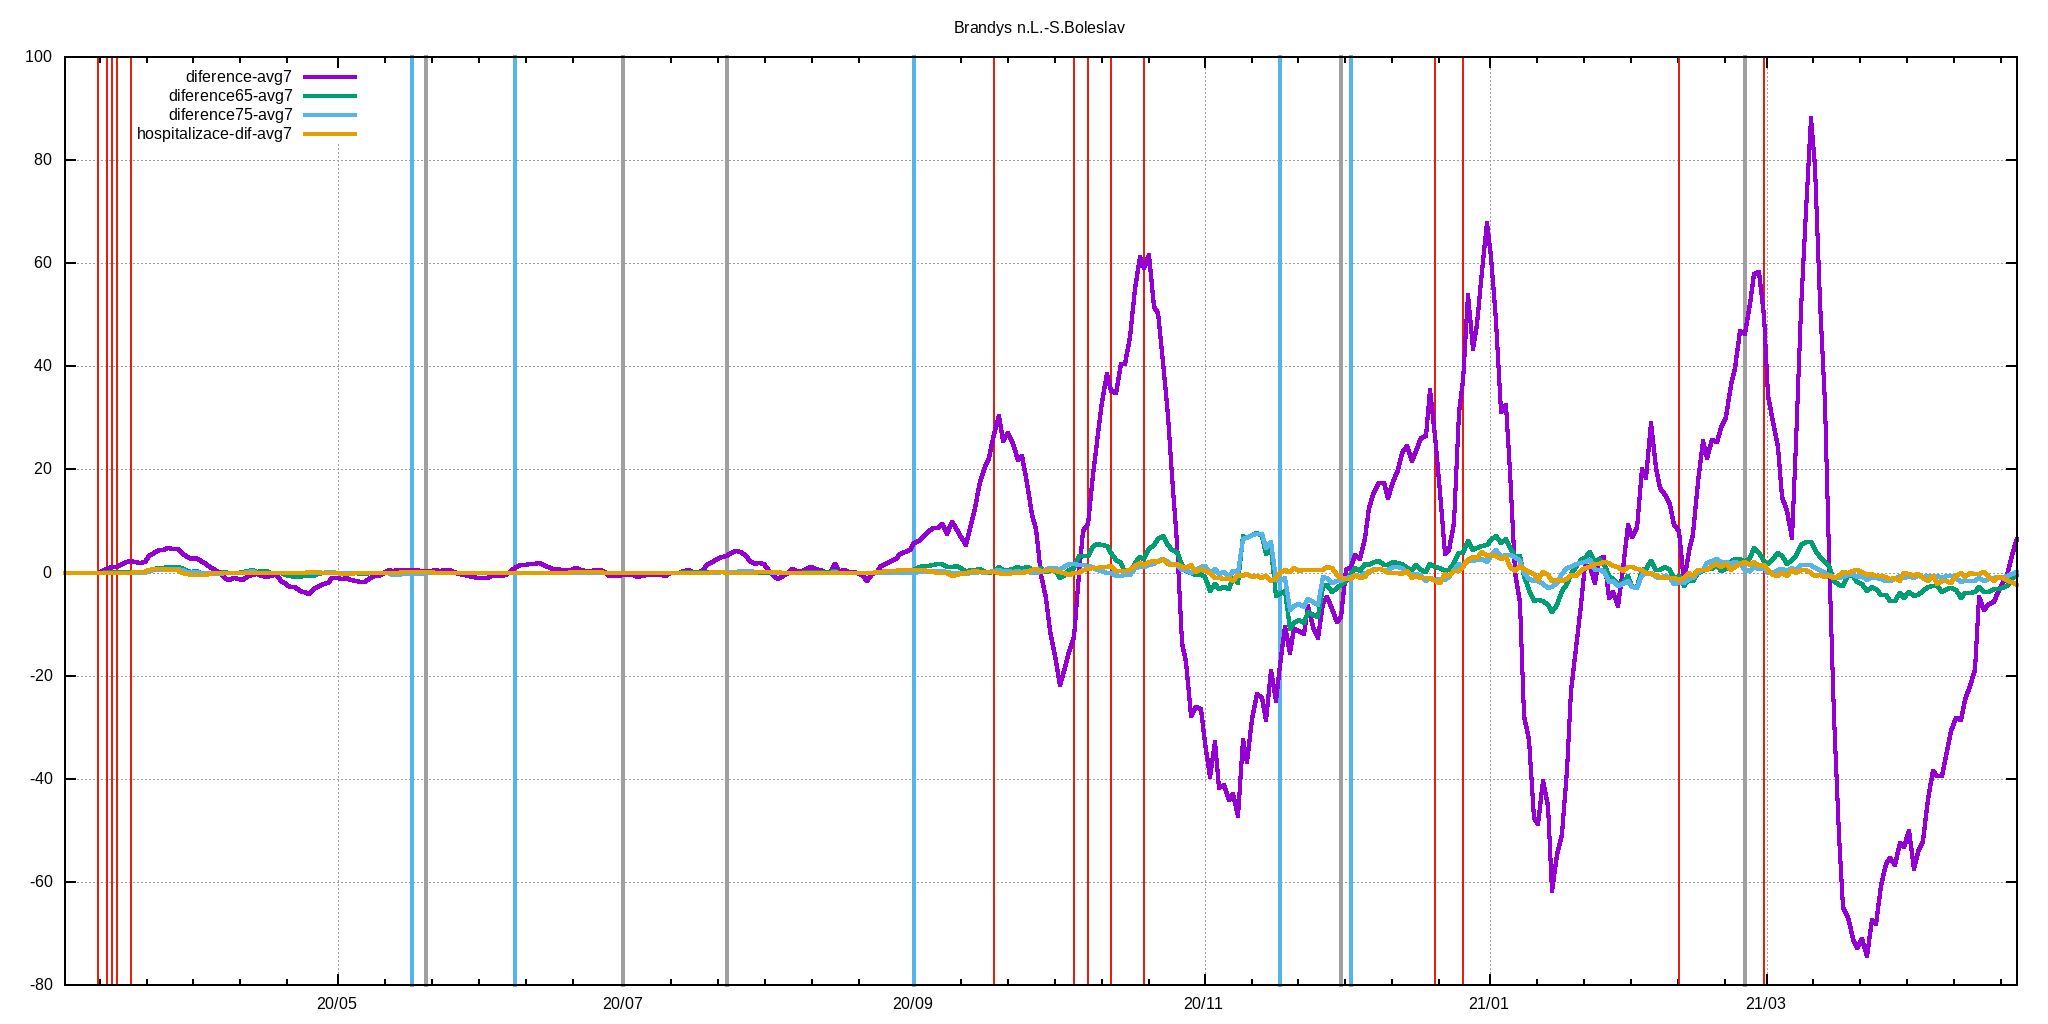 Brandys n.L.-S.Boleslav
100
diference-avg7
diference65-avg7
diference75-avg7
hospitalizace-dif-avg7
80
60
40
20
0
-20
-40
-60
-80
20/05 20/07 20/09 20/11 21/01 21/03